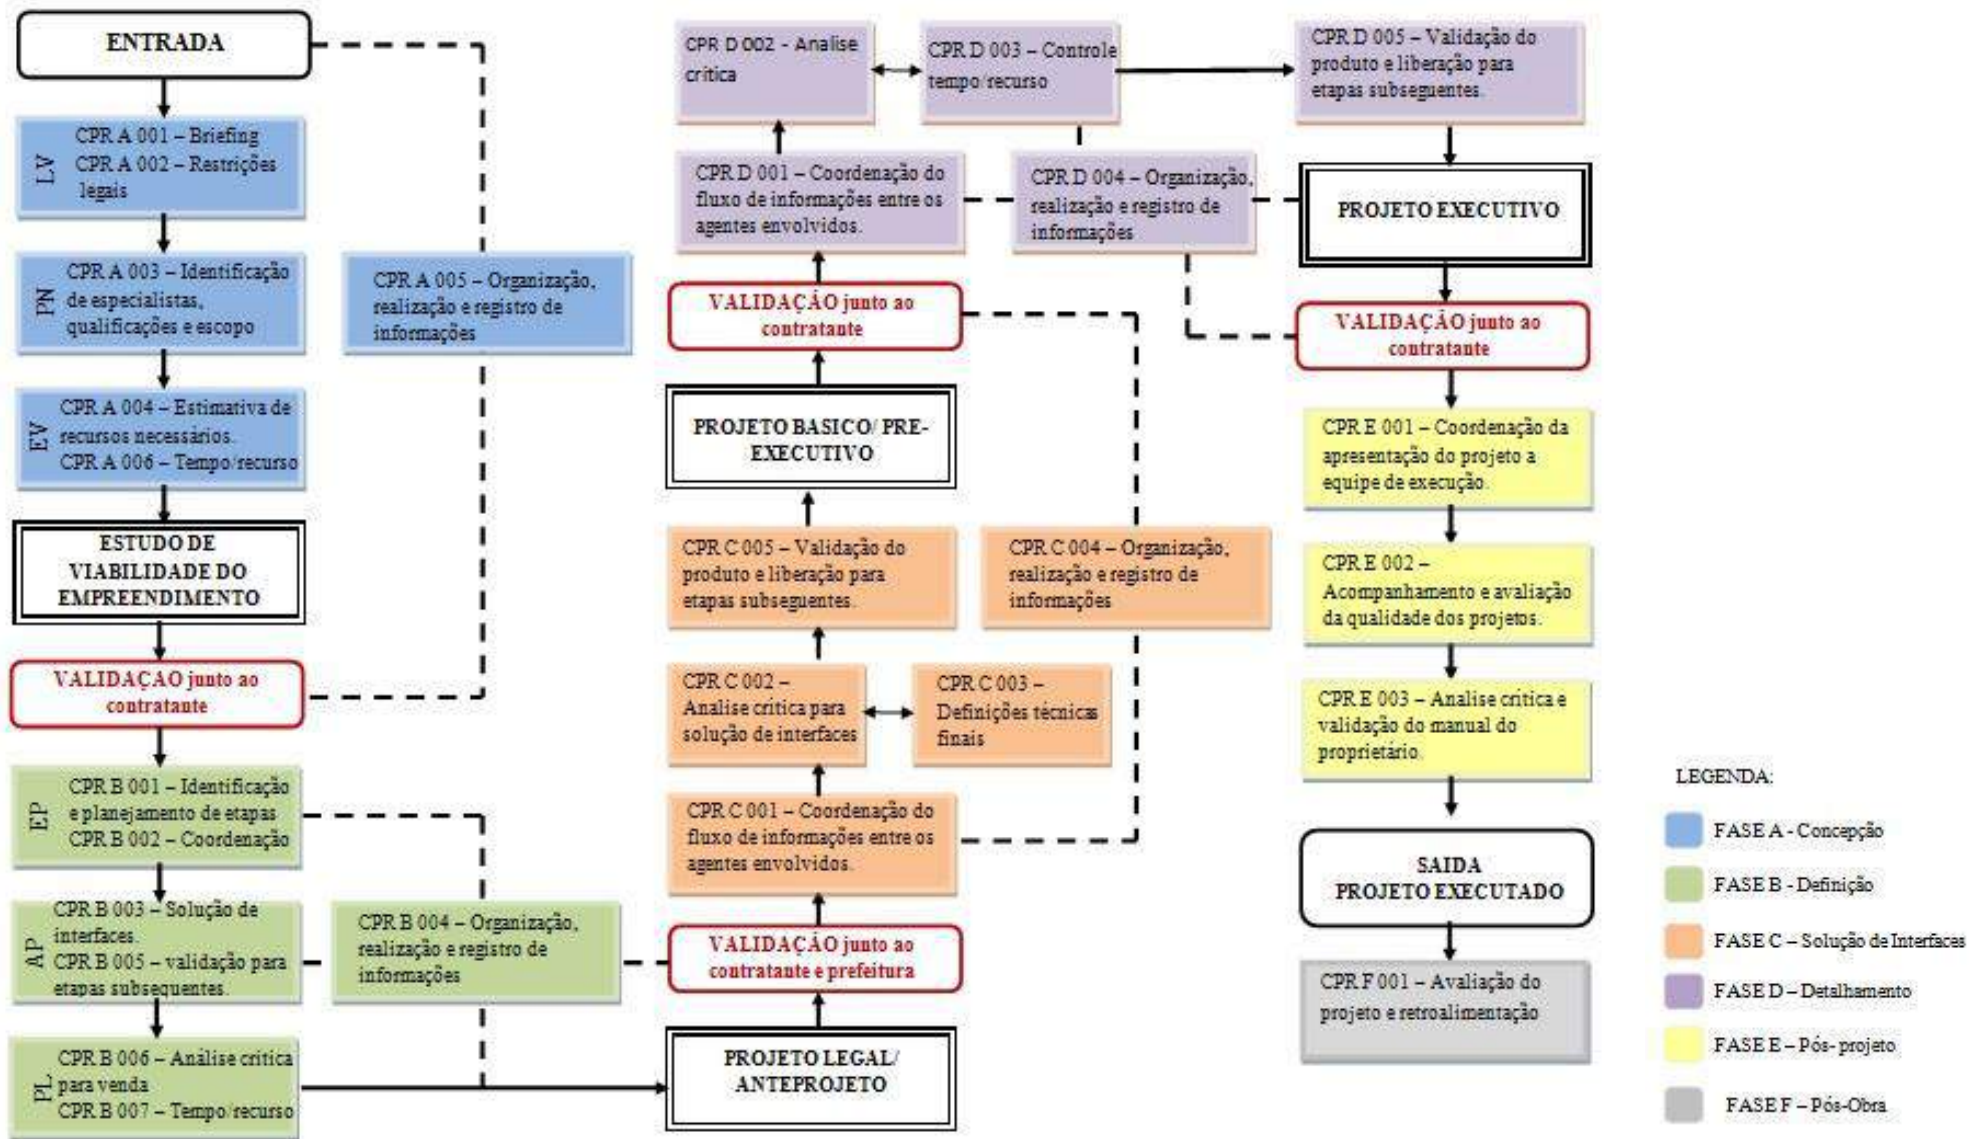 ENTRADA
LV
CPR A 001 – Briefing
CPR A 002 – Restrições
legais
PN
CPR A 003 – Identificação
de especialistas,
qualificações e escopo
EV
CPR A 004 – Estimativa de
recursos necessários.
CPR A 006 – Tempo/recurso
CPR A 005 – Organização,
realização e registro de
informações
ESTUDO DE
VIABILIDADE DO
EMPREENDIMENTO
VALIDAÇAO junto ao
contratante
EP
CPR B 001 – Identificação
e planejamento de etapas
CPR B 002 – Coordenação
AP
CPR B 003 – Solução de
interfaces.
CPR B 005 – validação para
etapas subsequentes.
CPR B 004 – Organização,
realização e registro de
informações
PL
CPR B 006 – Análise critica
para venda
CPR B 007 – Tempo/recurso
PROJETO LEGAL/
ANTEPROJETO
VALIDAÇÃO junto ao
contratante e prefeitura
CPR C 001 – Coordenação do
fluxo de informações entre os
agentes envolvidos.
CPR C 002 –
Analise critica para
solução de interfaces
CPR C 003 –
Definições técnicas
finais
CPR C 005 – Validação do
produto e liberação para
etapas subseguentes.
CPR C 004 – Organização,
realização e registro de
informações
PROJETO BASICO/ PRE-
EXECUTIVO
VALIDAÇÃO junto ao
contratante
CPR D 001 – Coordenação do
fluxo de informações entre os
agentes envolvidos.
CPR D 002 - Analise
critica
CPR D 003 – Controle
tempo/recurso
CPR D 004 – Organização,
realização e registro de
informações
CPR D 005 – Validação do
produto e liberação para
etapas subseguentes.
PROJETO EXECUTIVO
VALIDAÇÃO junto ao
contratante
CPR E 001 – Coordenação da
apresentação do projeto a
equipe de execução.
CPR E 002 –
Acompanhamento e avaliação
da qualidade dos projetos.
CPR E 003 – Analise critica e
validação do manual do
proprietário.
SAIDA
PROJETO EXECUTADO
CPR F 001 – Avaliação do
projeto e retroalimentação
LEGENDA:
FASE A - Concepção
FASE B - Definição
FASE C – Solução de Interfaces
FASE D – Detalhamento
FASE E – Pós- projeto
FASE F – Pós-Obra